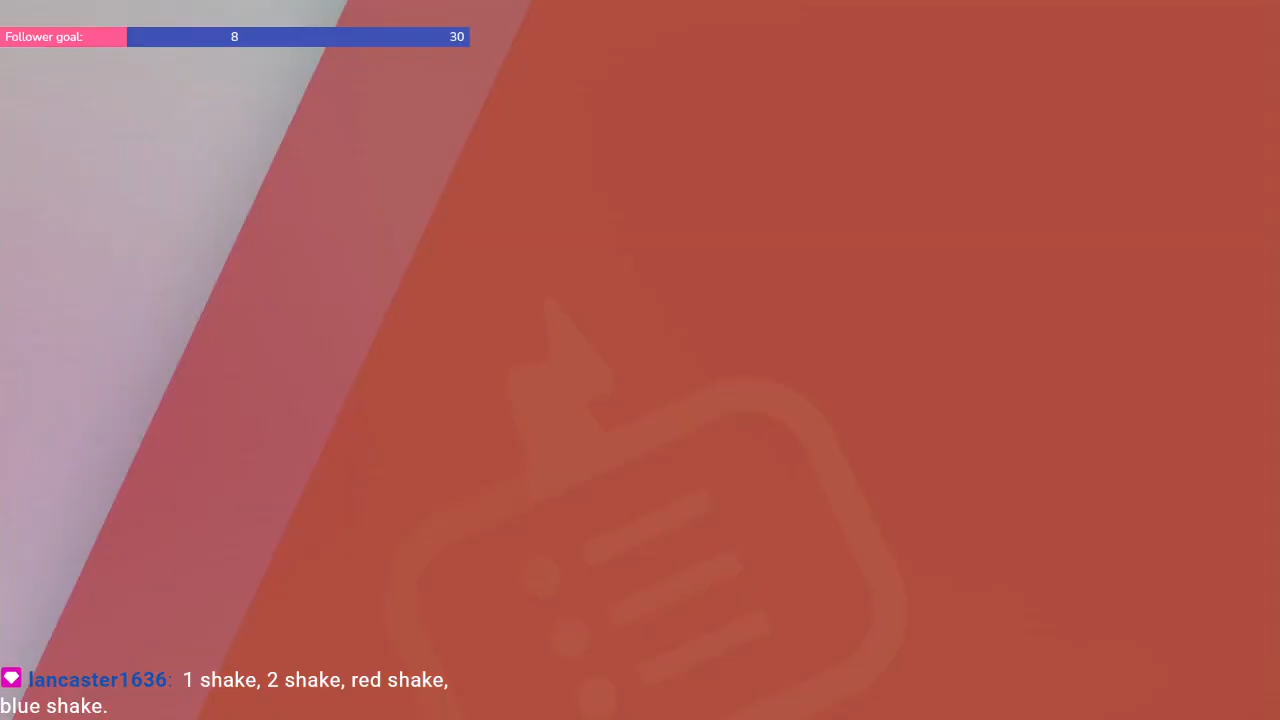 Follower goal: 8 30
lancaster1636: 1 shake, 2 shake, red shake,
blue shake.